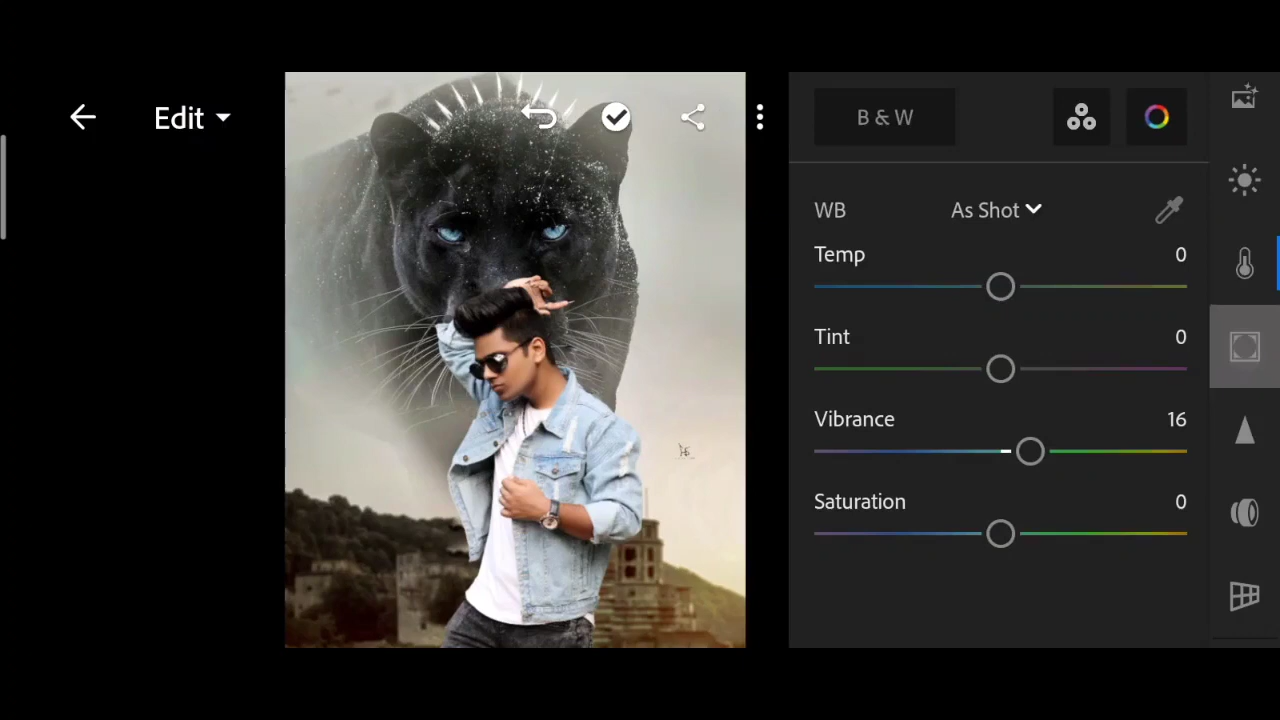 Edit
B & W
WB
As Shot
Temp
0
Tint
0
Vibrance
16
Saturation
0